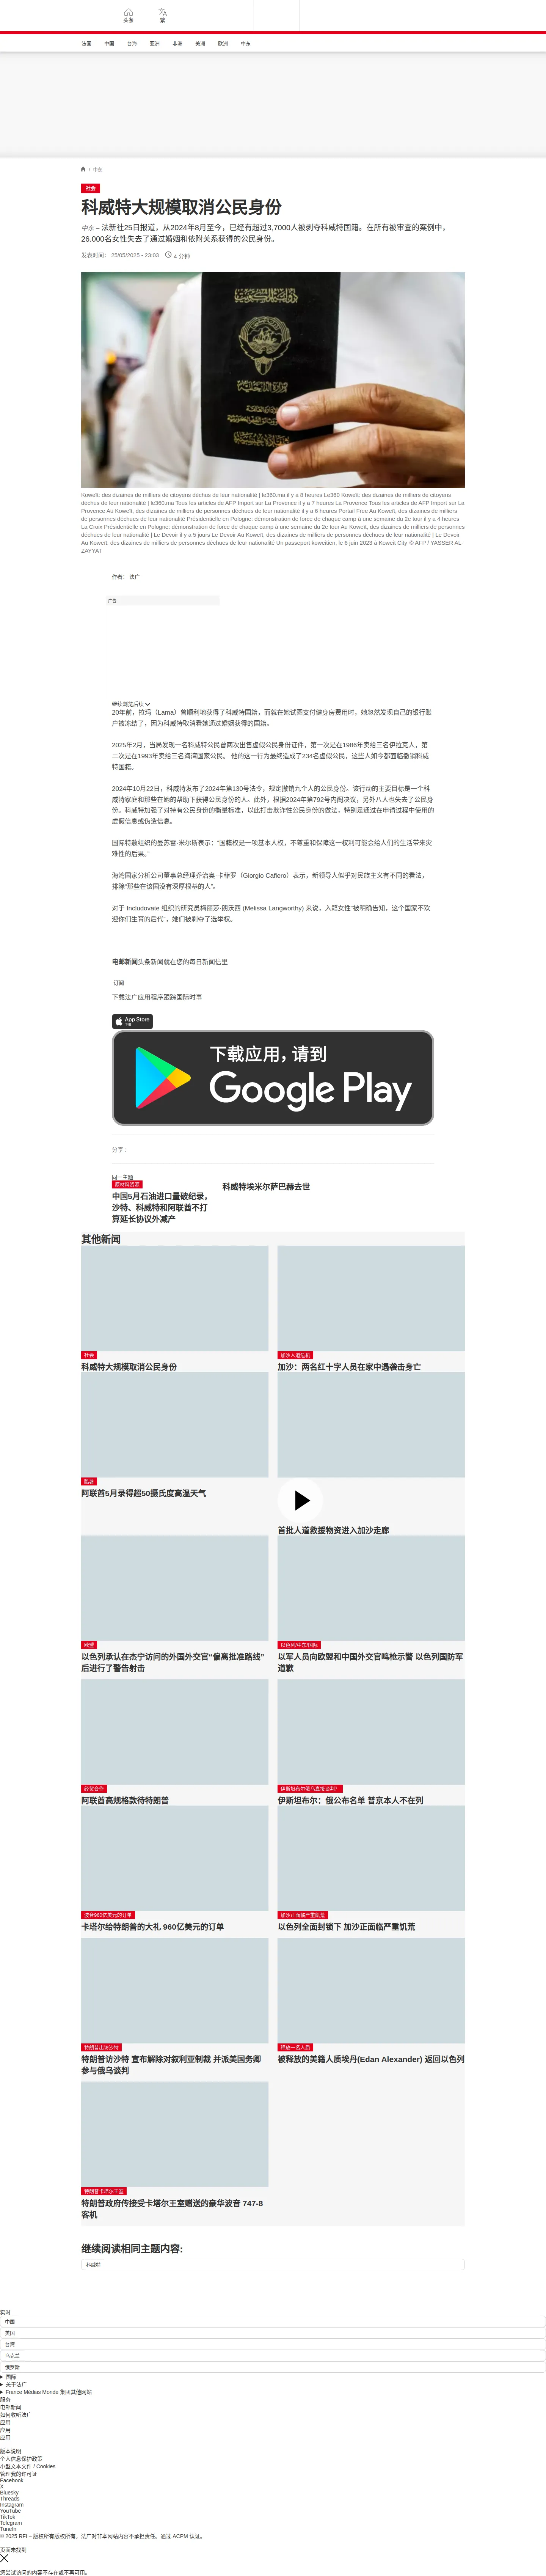 头条
繁
法国
中国
台海
亚洲
非洲
美洲
欧洲
中东
/ 中东
社会
科威特大规模取消公民身份
中东 – 法新社25日报道，从2024年8月至今，已经有超过3,7000人被剥夺科威特国籍。在所有被审查的案例中，
26.000名女性失去了通过婚姻和依附关系获得的公民身份。
发表时间： 25/05/2025 - 23:03
4 分钟
Koweït: des dizaines de milliers de citoyens déchus de leur nationalité | le360.ma il y a 8 heures Le360 Koweït: des dizaines de milliers de citoyens
déchus de leur nationalité | le360.ma Tous les articles de AFP Import sur La Provence il y a 7 heures La Provence Tous les articles de AFP Import sur La
Provence Au Koweït, des dizaines de milliers de personnes déchues de leur nationalité il y a 6 heures Portail Free Au Koweït, des dizaines de milliers
de personnes déchues de leur nationalité Présidentielle en Pologne: démonstration de force de chaque camp à une semaine du 2e tour il y a 4 heures
La Croix Présidentielle en Pologne: démonstration de force de chaque camp à une semaine du 2e tour Au Koweït, des dizaines de milliers de personnes
déchues de leur nationalité | Le Devoir il y a 5 jours Le Devoir Au Koweït, des dizaines de milliers de personnes déchues de leur nationalité | Le Devoir
Au Koweït, des dizaines de milliers de personnes déchues de leur nationalité Un passeport koweïtien, le 6 juin 2023 à Koweït City © AFP / YASSER AL-
ZAYYAT
作者： 法广
广告
继续浏览后续
20年前，拉玛（Lama）曾顺利地获得了科威特国籍，而就在她试图支付健身房费用时，她忽然发现自己的银行账
户被冻结了，因为科威特取消看她通过婚姻获得的国籍。
2025年2月，当局发现一名科威特公民曾两次出售虚假公民身份证件，第一次是在1986年卖给三名伊拉克人，第
二次是在1993年卖给三名海湾国家公民。 他的这一行为最终造成了234名虚假公民，这些人如今都面临撤销科威
特国籍。
2024年10月22日，科威特发布了2024年第130号法令，规定撤销九个人的公民身份。该行动的主要目标是一个科
威特家庭和那些在她的帮助下获得公民身份的人。此外，根据2024年第792号内阁决议，另外八人也失去了公民身
份。科威特加强了对持有公民身份的衡量标准，以此打击欺诈性公民身份的做法，特别是通过在申请过程中使用的
虚假信息或伪造信息。
国际特赦组织的曼苏雷·米尔斯表示：“国籍权是一项基本人权，不尊重和保障这一权利可能会给人们的生活带来灾
难性的后果。”
海湾国家分析公司董事总经理乔治奥·卡菲罗（Giorgio Cafiero）表示，新领导人似乎对民族主义有不同的看法，
排除“那些在该国没有深厚根基的人”。
对于 Includovate 组织的研究员梅丽莎·朗沃西 (Melissa Langworthy) 来说，入籍女性“被明确告知，这个国家不欢
迎你们生育的后代”，她们被剥夺了选举权。
电邮新闻头条新闻就在您的每日新闻信里
订阅
下载法广应用程序跟踪国际时事
App Store
下载
下载应用，请到
Google Play
分享 :
同一主题
原材料资源
中国5月石油进口量破纪录，
沙特、科威特和阿联酋不打
算延长协议外减产
科威特埃米尔萨巴赫去世
其他新闻
社会
科威特大规模取消公民身份
加沙人道危机
加沙：两名红十字人员在家中遇袭击身亡
酷暑
阿联酋5月录得超50摄氏度高温天气
首批人道救援物资进入加沙走廊
欧盟
以色列承认在杰宁访问的外国外交官“偏离批准路线”
后进行了警告射击
以色列/中东/国际
以军人员向欧盟和中国外交官鸣枪示警 以色列国防军
道歉
经贸合作
阿联酋高规格款待特朗普
伊斯坦布尔俄乌直接谈判？
伊斯坦布尔：俄公布名单 普京本人不在列
波音960亿美元的订单
卡塔尔给特朗普的大礼 960亿美元的订单
加沙正面临严重饥荒
以色列全面封锁下 加沙正面临严重饥荒
特朗普出访沙特
特朗普访沙特 宣布解除对叙利亚制裁 并派美国务卿
参与俄乌谈判
释放一名人质
被释放的美籍人质埃丹(Edan Alexander) 返回以色列
特朗普卡塔尔王室
特朗普政府传接受卡塔尔王室赠送的豪华波音 747-8
客机
继续阅读相同主题内容:
科威特
实时
中国
美国
台湾
乌克兰
俄罗斯
国际
关于法广
France Médias Monde 集团其他网站
服务
电邮新闻
如何收听法广
应用
应用
应用
版本说明
个人信息保护政策
小型文本文件 / Cookies
管理我的许可证
Facebook
X
Bluesky
Threads
Instagram
YouTube
TikTok
Telegram
TuneIn
© 2025 RFI – 版权所有版权所有。法广对非本网站内容不承担责任。通过 ACPM 认证。
页面未找到
您尝试访问的内容不存在或不再可用。